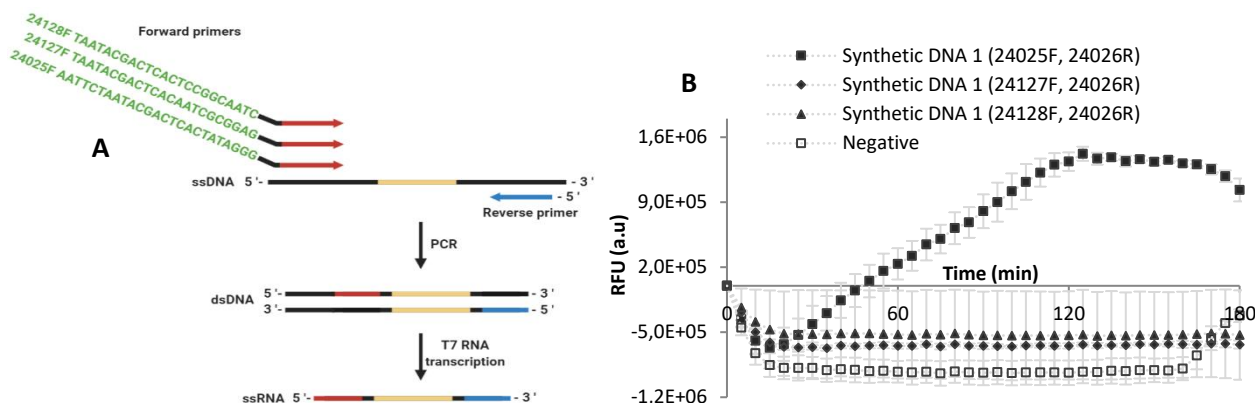 Forward primers
24128F TAATACGACTCACTCCGGCAATC
24127F TAATACGACTCACAATCGCGGAG
24025F AATTCTAATACGACTCACTATAGGG
A
ssDNA 5'- - 3'
- 5'
Reverse primer
PCR
5'- - 3'
dsDNA
3'- - 5'
T7 RNA
transcription
ssRNA 5'- - 3'
B
Synthetic DNA 1 (24025F, 24026R)
Synthetic DNA 1 (24127F, 24026R)
Synthetic DNA 1 (24128F, 24026R)
Negative
1,6E+06
9,0E+05
2,0E+05
-5,0E+05
-1.2E+06
RFU (a.u)
Time (min)
0 60 120 180